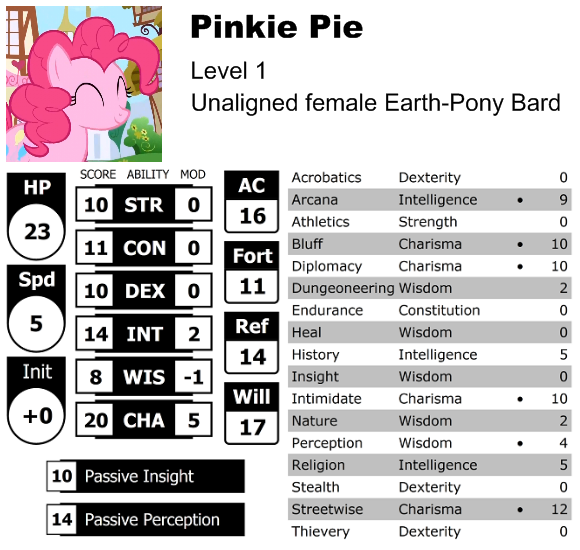 Pinkie Pie
Level 1
Unaligned female Earth-Pony Bard
HP
23
Spd
5
Init
+0
SCORE ABILITY MOD
10 STR 0
11 CON 0
10 DEX 0
14 INT 2
8 WIS -1
20 CHA 5
AC
16
Fort
11
Ref
14
Will
17
10 Passive Insight
14 Passive Perception
Acrobatics Dexterity 0
Arcana Intelligence • 9
Athletics Strength 0
Bluff Charisma • 10
Diplomacy Charisma • 10
Dungeoneering Wisdom 2
Endurance Constitution 0
Heal Wisdom 0
History Intelligence 5
Insight Wisdom 0
Intimidate Charisma • 10
Nature Wisdom 2
Perception Wisdom • 4
Religion Intelligence 5
Stealth Dexterity 0
Streetwise Charisma • 12
Thievery Dexterity 0